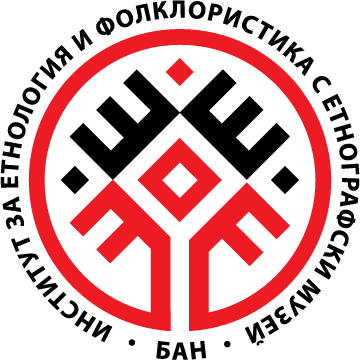 ИНСТИТУТ ЗА ЕТНОЛОГИЯ И ФОЛКЛОРИСТИКА С ЕТНОГРАФСКИ МУЗЕЙ
• БАН •